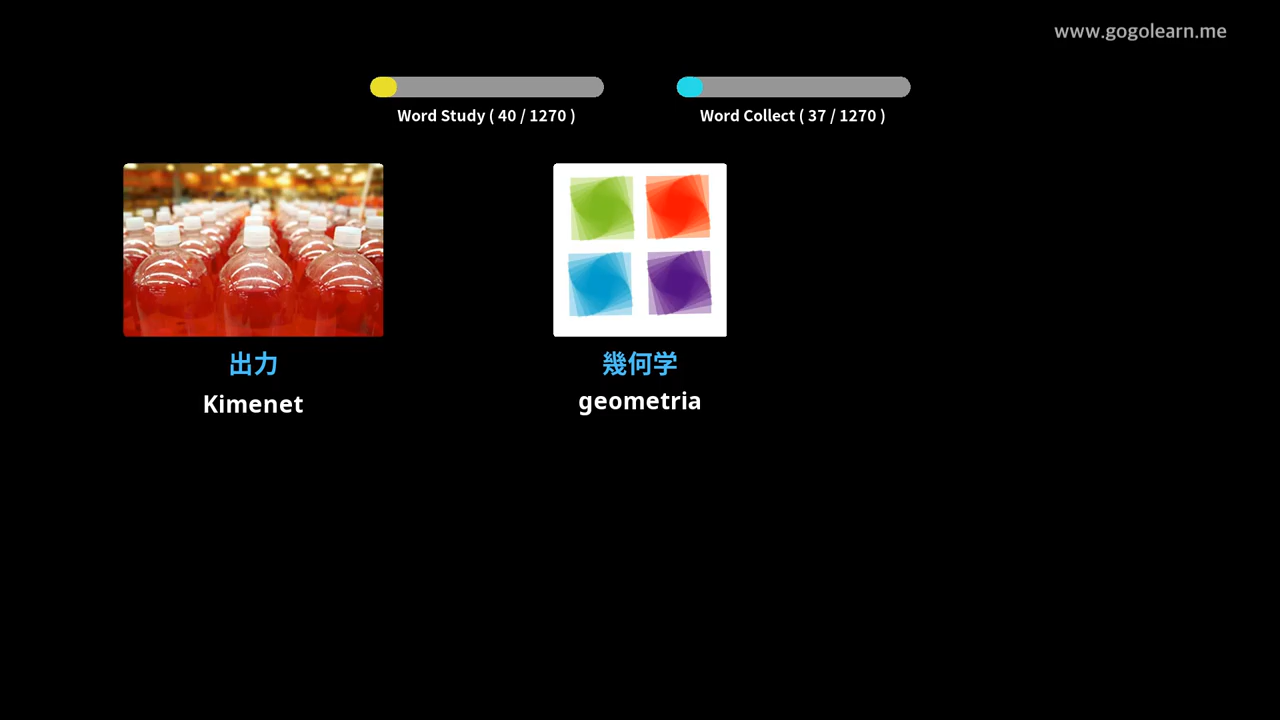 www.gogolearn.me
Word Study ( 40 / 1270 )
Word Collect ( 37 / 1270 )
出力
Kimenet
幾何学
geometria